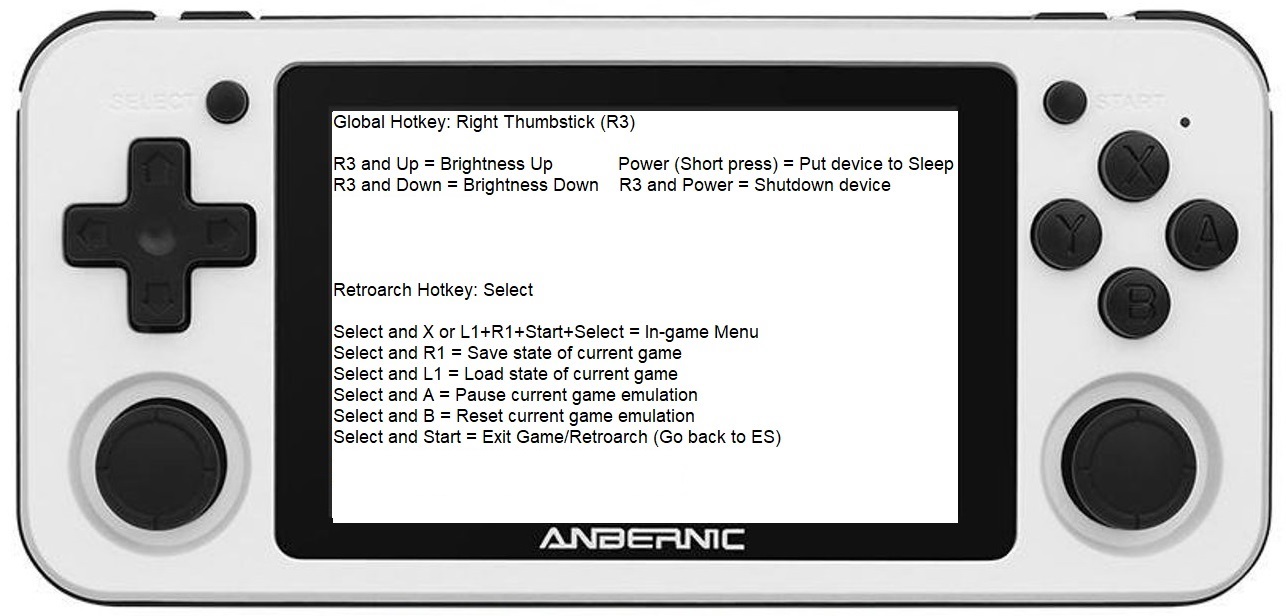 SELECT
START
Global Hotkey: Right Thumbstick (R3)
R3 and Up = Brightness Up
Power (Short press) = Put device to Sleep
R3 and Down = Brightness Down
R3 and Power = Shutdown device
X
Y
A
B
Retroarch Hotkey: Select
Select and X or L1+R1+Start+Select = In-game Menu
Select and R1 = Save state of current game
Select and L1 = Load state of current game
Select and A = Pause current game emulation
Select and B = Reset current game emulation
Select and Start = Exit Game/Retroarch (Go back to ES)
ANBERNIC